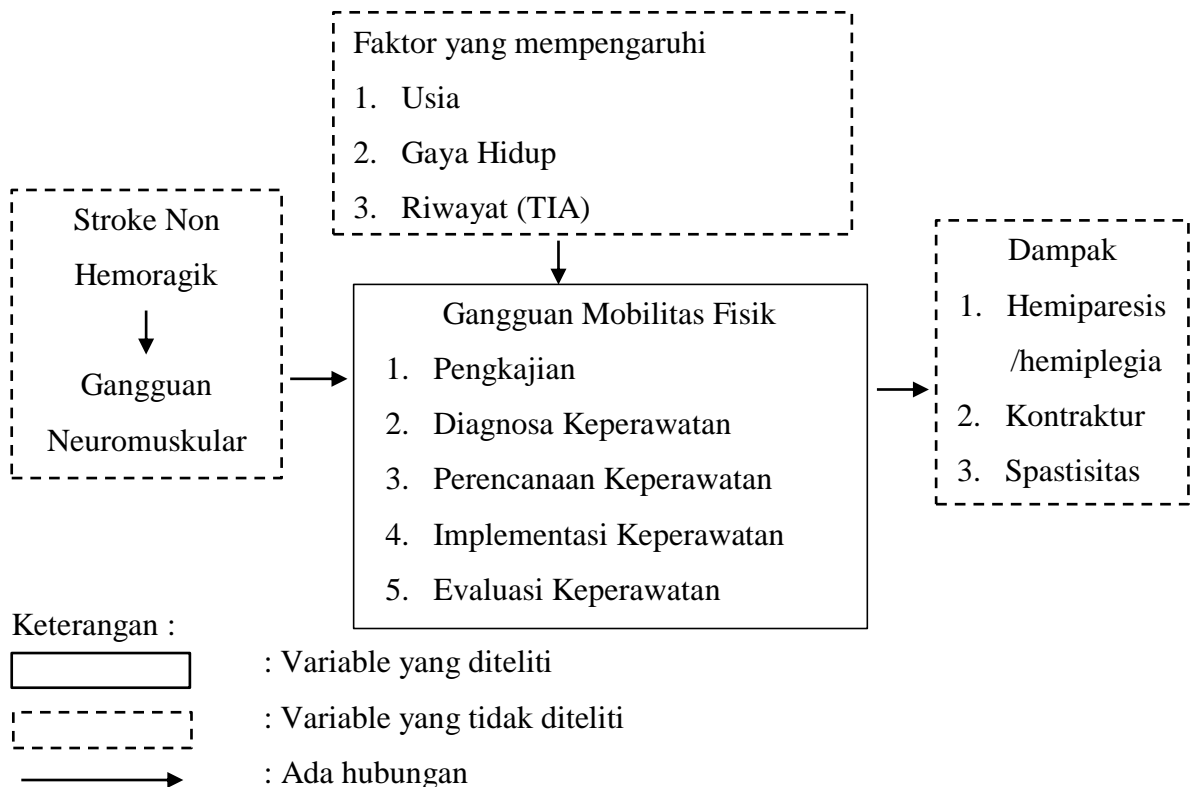 Faktor yang mempengaruhi
1. Usia
2. Gaya Hidup
3. Riwayat (TIA)
Stroke Non
Hemoragik
Gangguan
Neuromuskular
Gangguan Mobilitas Fisik
1. Pengkajian
2. Diagnosa Keperawatan
3. Perencanaan Keperawatan
4. Implementasi Keperawatan
5. Evaluasi Keperawatan
Dampak
1. Hemiparesis
/hemiplegia
2. Kontraktur
3. Spastisitas
Keterangan :
: Variable yang diteliti
: Variable yang tidak diteliti
: Ada hubungan